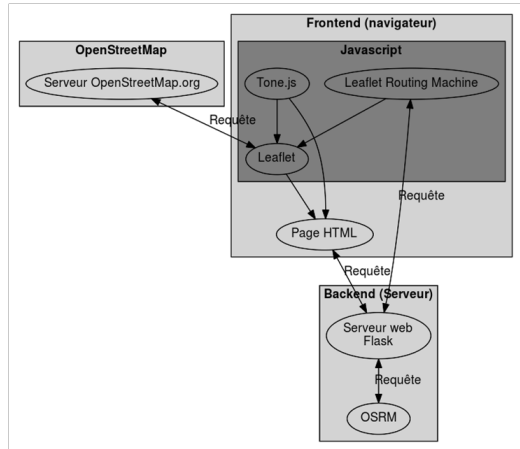 Frontend (navigateur)
OpenStreetMap
Javascript
Serveur OpenStreetMap.org
Tone.js
Leaflet Routing Machine
Requête
Leaflet
Requête
Page HTML
Requête
Backend (Serveur)
Serveur web
Flask
Requête
OSRM